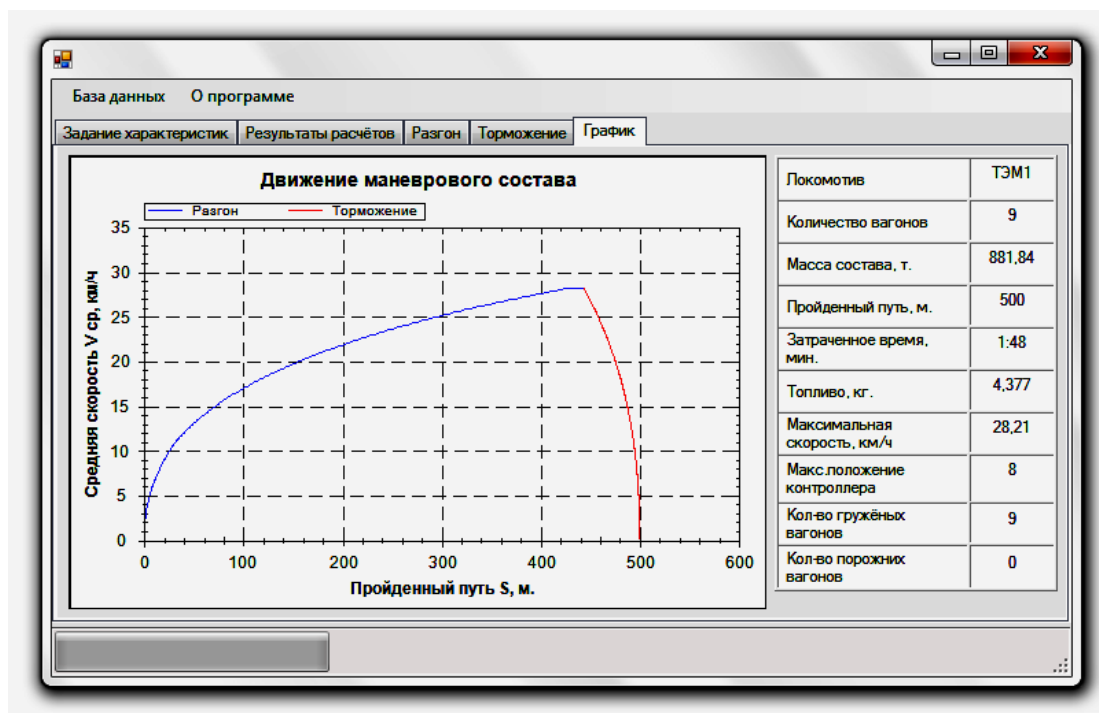 База данных О программе
Задание характеристик Результаты расчётов Разгон Торможение График
Движение маневрового состава
Разгон Торможение
Средняя скорость V ср, км/ч
35
30
25
20
15
10
5
0
0 100 200 300 400 500 600
Пройденный путь S, м.
Локомотив ТЭМ1
Количество вагонов 9
Масса состава, т. 881,84
Пройденный путь, м. 500
Затраченное время, мин. 1:48
Топливо, кг. 4,377
Максимальная скорость, км/ч 28,21
Макс.положение контроллера 8
Кол-во гружёных вагонов 9
Кол-во порожних вагонов 0